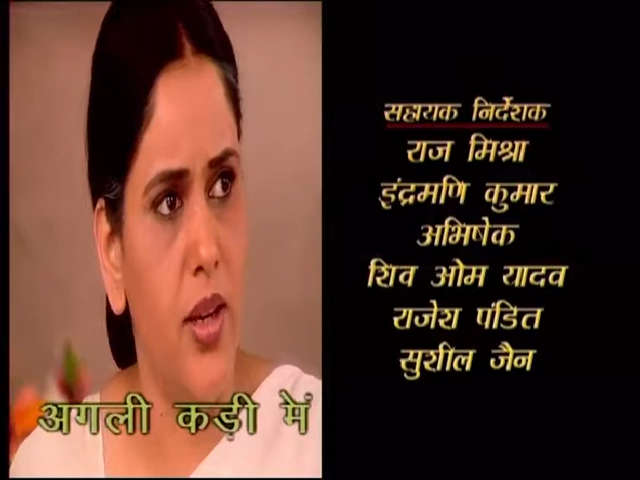 सहायक निर्देशक
राज मिश्रा
इंद्रमणि कुमार
अभिषेक
शिव ओम यादव
राजेश पंडित
सुशील जैन
अगली कड़ी में